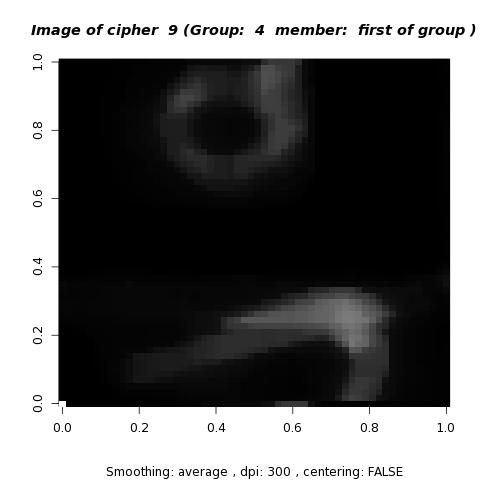 Image of cipher 9 (Group: 4 member: first of group )
1.0
0.8
0.6
0.4
0.2
0.0
0.0 0.2 0.4 0.6 0.8 1.0
Smoothing: average , dpi: 300 , centering: FALSE